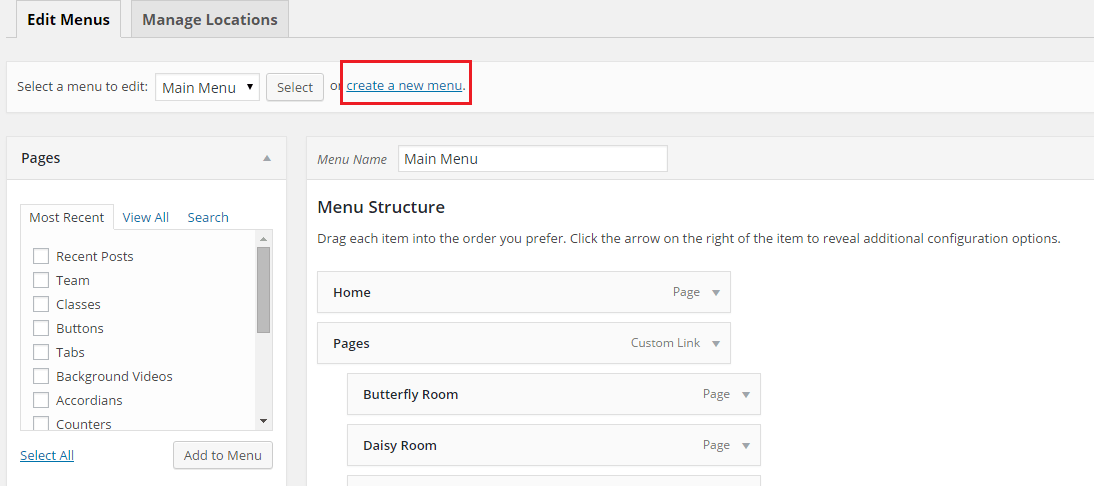 Edit Menus Manage Locations
Select a menu to edit: Main Menu Select or create a new menu.
Pages
Menu Name Main Menu
Most Recent View All Search
Menu Structure
Drag each item into the order you prefer. Click the arrow on the right of the item to reveal additional configuration options.
Recent Posts
Team
Classes
Buttons
Tabs
Background Videos
Accordians
Counters
Select All Add to Menu
Home Page
Pages Custom Link
Butterfly Room Page
Daisy Room Page